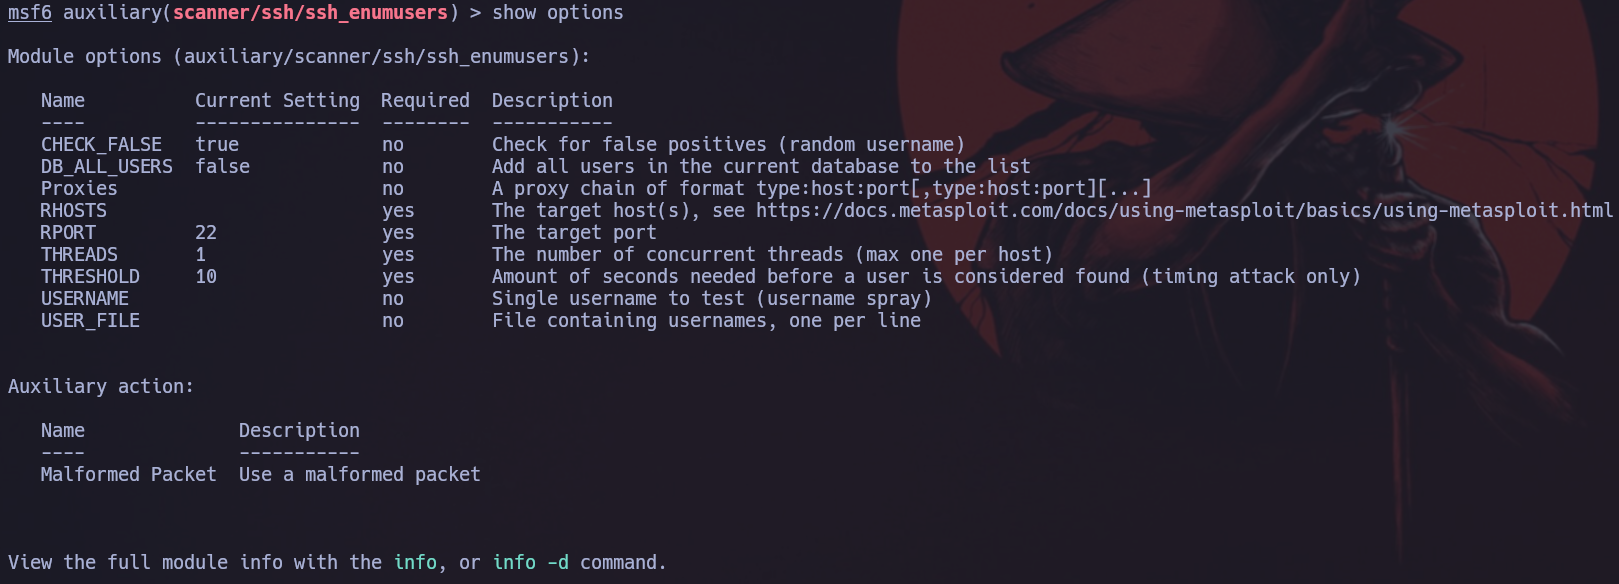 msf6 auxiliary(scanner/ssh/ssh_enumusers) > show options
Module options (auxiliary/scanner/ssh/ssh_enumusers):
Name Current Setting Required Description
---- --------------- -------- -----------
CHECK_FALSE true no Check for false positives (random username)
DB_ALL_USERS false no Add all users in the current database to the list
Proxies no A proxy chain of format type:host:port[,type:host:port][...]
RHOSTS yes The target host(s), see https://docs.metasploit.com/docs/using-metasploit/basics/using-metasploit.html
RPORT 22 yes The target port
THREADS 1 yes The number of concurrent threads (max one per host)
THRESHOLD 10 yes Amount of seconds needed before a user is considered found (timing attack only)
USERNAME no Single username to test (username spray)
USER_FILE no File containing usernames, one per line
Auxiliary action:
Name Description
---- -----------
Malformed Packet Use a malformed packet
View the full module info with the info, or info -d command.